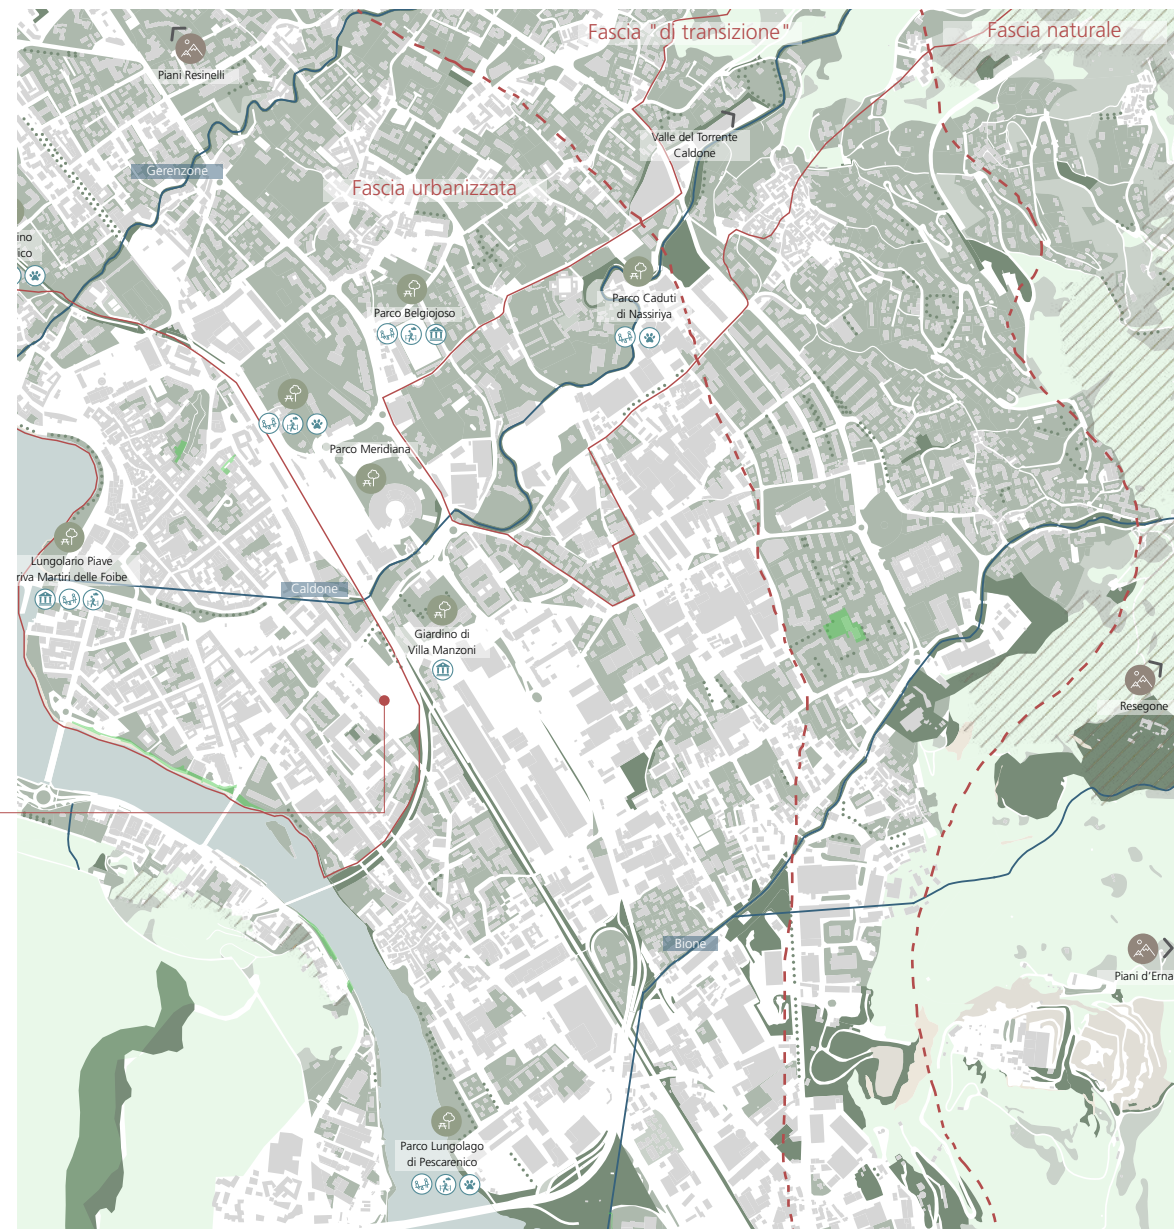 Fascia "di transizione"
Fascia naturale
Piani Resinelli
Valle del Torrente
Caldone
Gerenzone
Fascia urbanizzata
Parco Belgiojoso
Parco Caduti
di Nassiriya
Parco Meridiana
Lungolario Piave
riva Martiri delle Foibe
Caldone
Giardino di
Villa Manzoni
Resegone
Bione
Piani d'Erna
Parco Lungolago
di Pescarenico